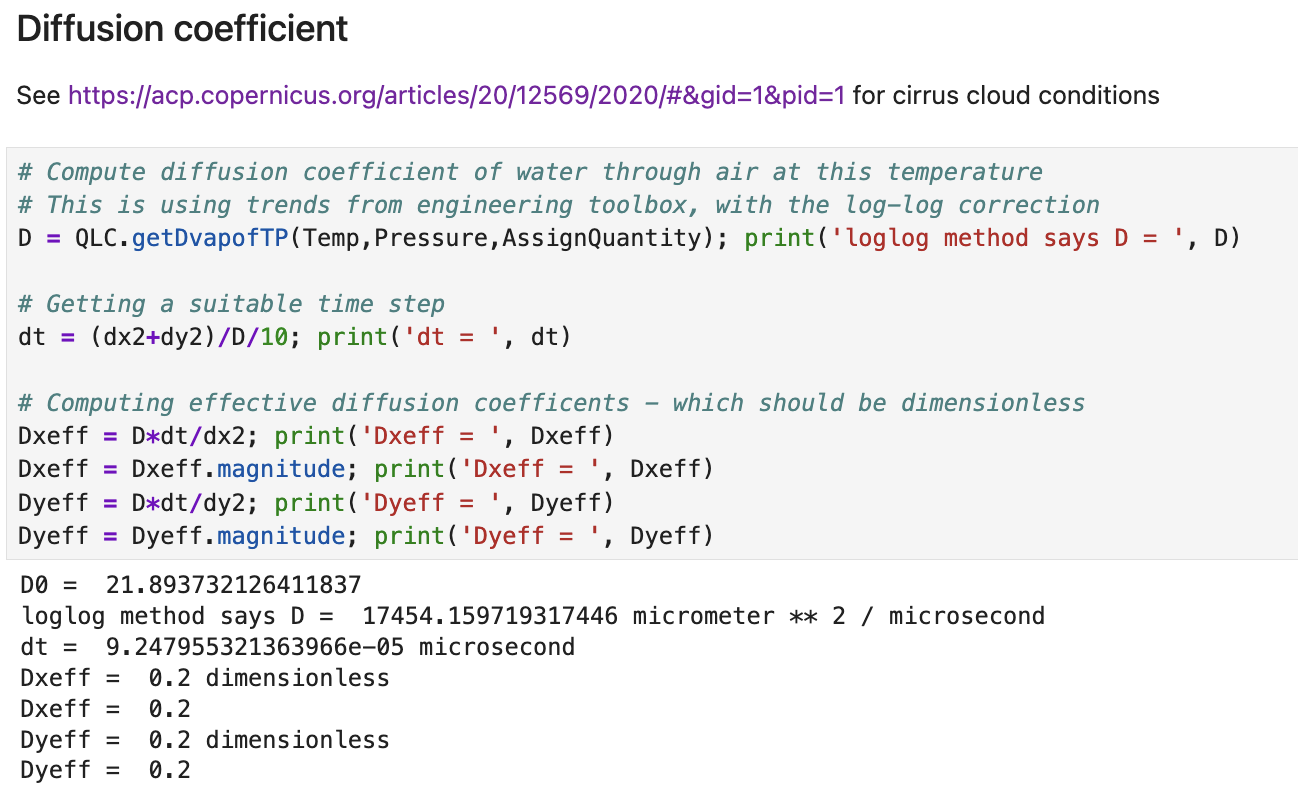 Diffusion coefficient
See https://acp.copernicus.org/articles/20/12569/2020/#&gid=1&pid=1 for cirrus cloud conditions
# Compute diffusion coefficient of water through air at this temperature
# This is using trends from engineering toolbox, with the log-log correction
D = QLC.getDvapofTP(Temp,Pressure,AssignQuantity); print('loglog method says D = ', D)
# Getting a suitable time step
dt = (dx2+dy2)/D/10; print('dt = ', dt)
# Computing effective diffusion coefficents - which should be dimensionless
Dxeff = D*dt/dx2; print('Dxeff = ', Dxeff)
Dxeff = Dxeff.magnitude; print('Dxeff = ', Dxeff)
Dyeff = D*dt/dy2; print('Dyeff = ', Dyeff)
Dyeff = Dyeff.magnitude; print('Dyeff = ', Dyeff)
D0 =  21.893732126411837
loglog method says D =  17454.159719317446 micrometer ** 2 / microsecond
dt =  9.247955321363966e-05 microsecond
Dxeff =  0.2 dimensionless
Dxeff =  0.2
Dyeff =  0.2 dimensionless
Dyeff =  0.2